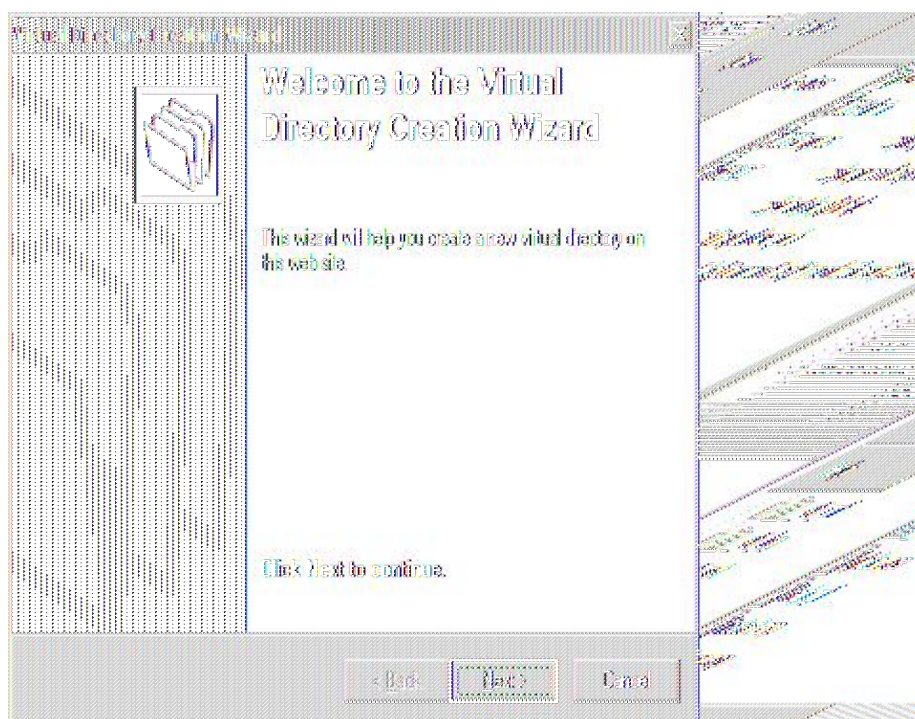 Virtual Directory Creation Wizard
Welcome to the Virtual
Directory Creation Wizard
This wizard will help you create a new virtual directory on
this web site.
Click Next to continue.
< Back
Next >
Cancel